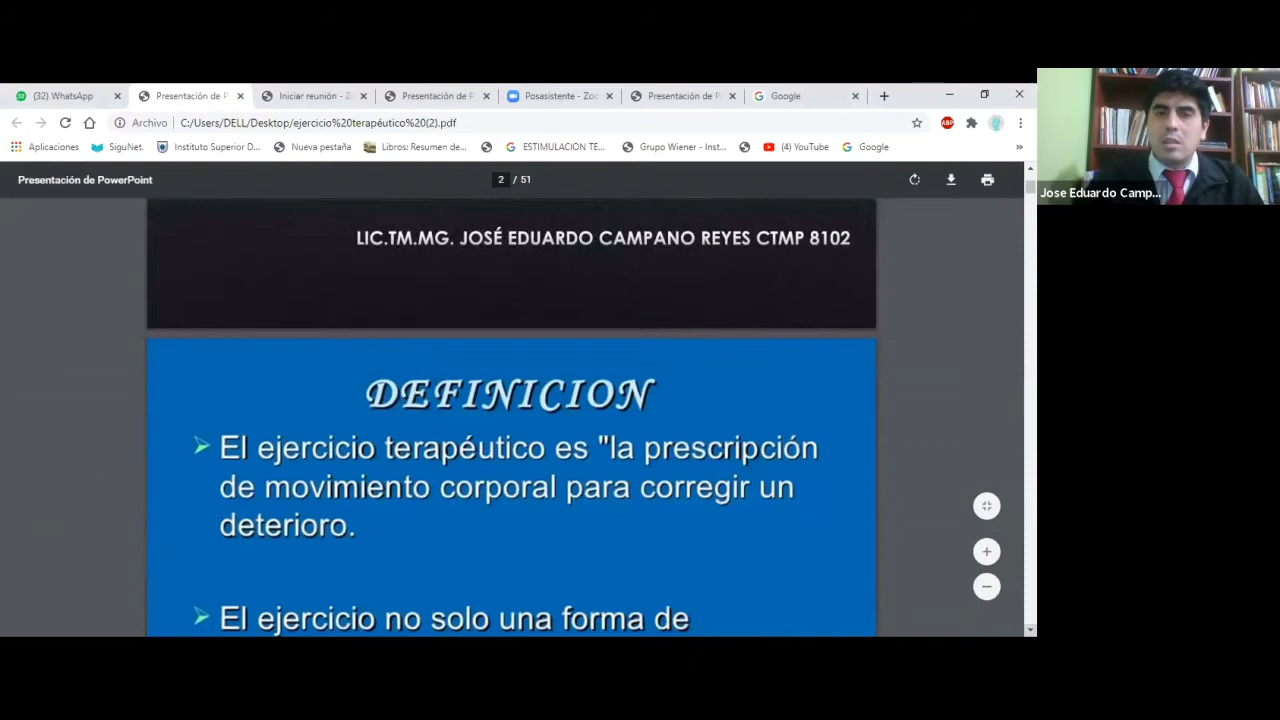 (32) WhatsApp
Presentación de P
Iniciar reunión - Z
Presentación de P
Posasistente - Zoo
Presentación de P
Google
Archivo
C:/Users/DELL/Desktop/ejercicio%20terapéutico%20(2).pdf
ABP
Aplicaciones
SiguNet.
Instituto Superior D...
Nueva pestaña
Libros: Resumen de...
ESTIMULACION TE...
Grupo Wiener - Inst...
(4) YouTube
Google
»
Presentación de PowerPoint
2 / 51
Jose Eduardo Camp...
LIC.TM.MG. JOSÉ EDUARDO CAMPANO REYES CTMP 8102
DEFINICION
El ejercicio terapéutico es "la prescripción
de movimiento corporal para corregir un
deterioro.
El ejercicio no solo una forma de